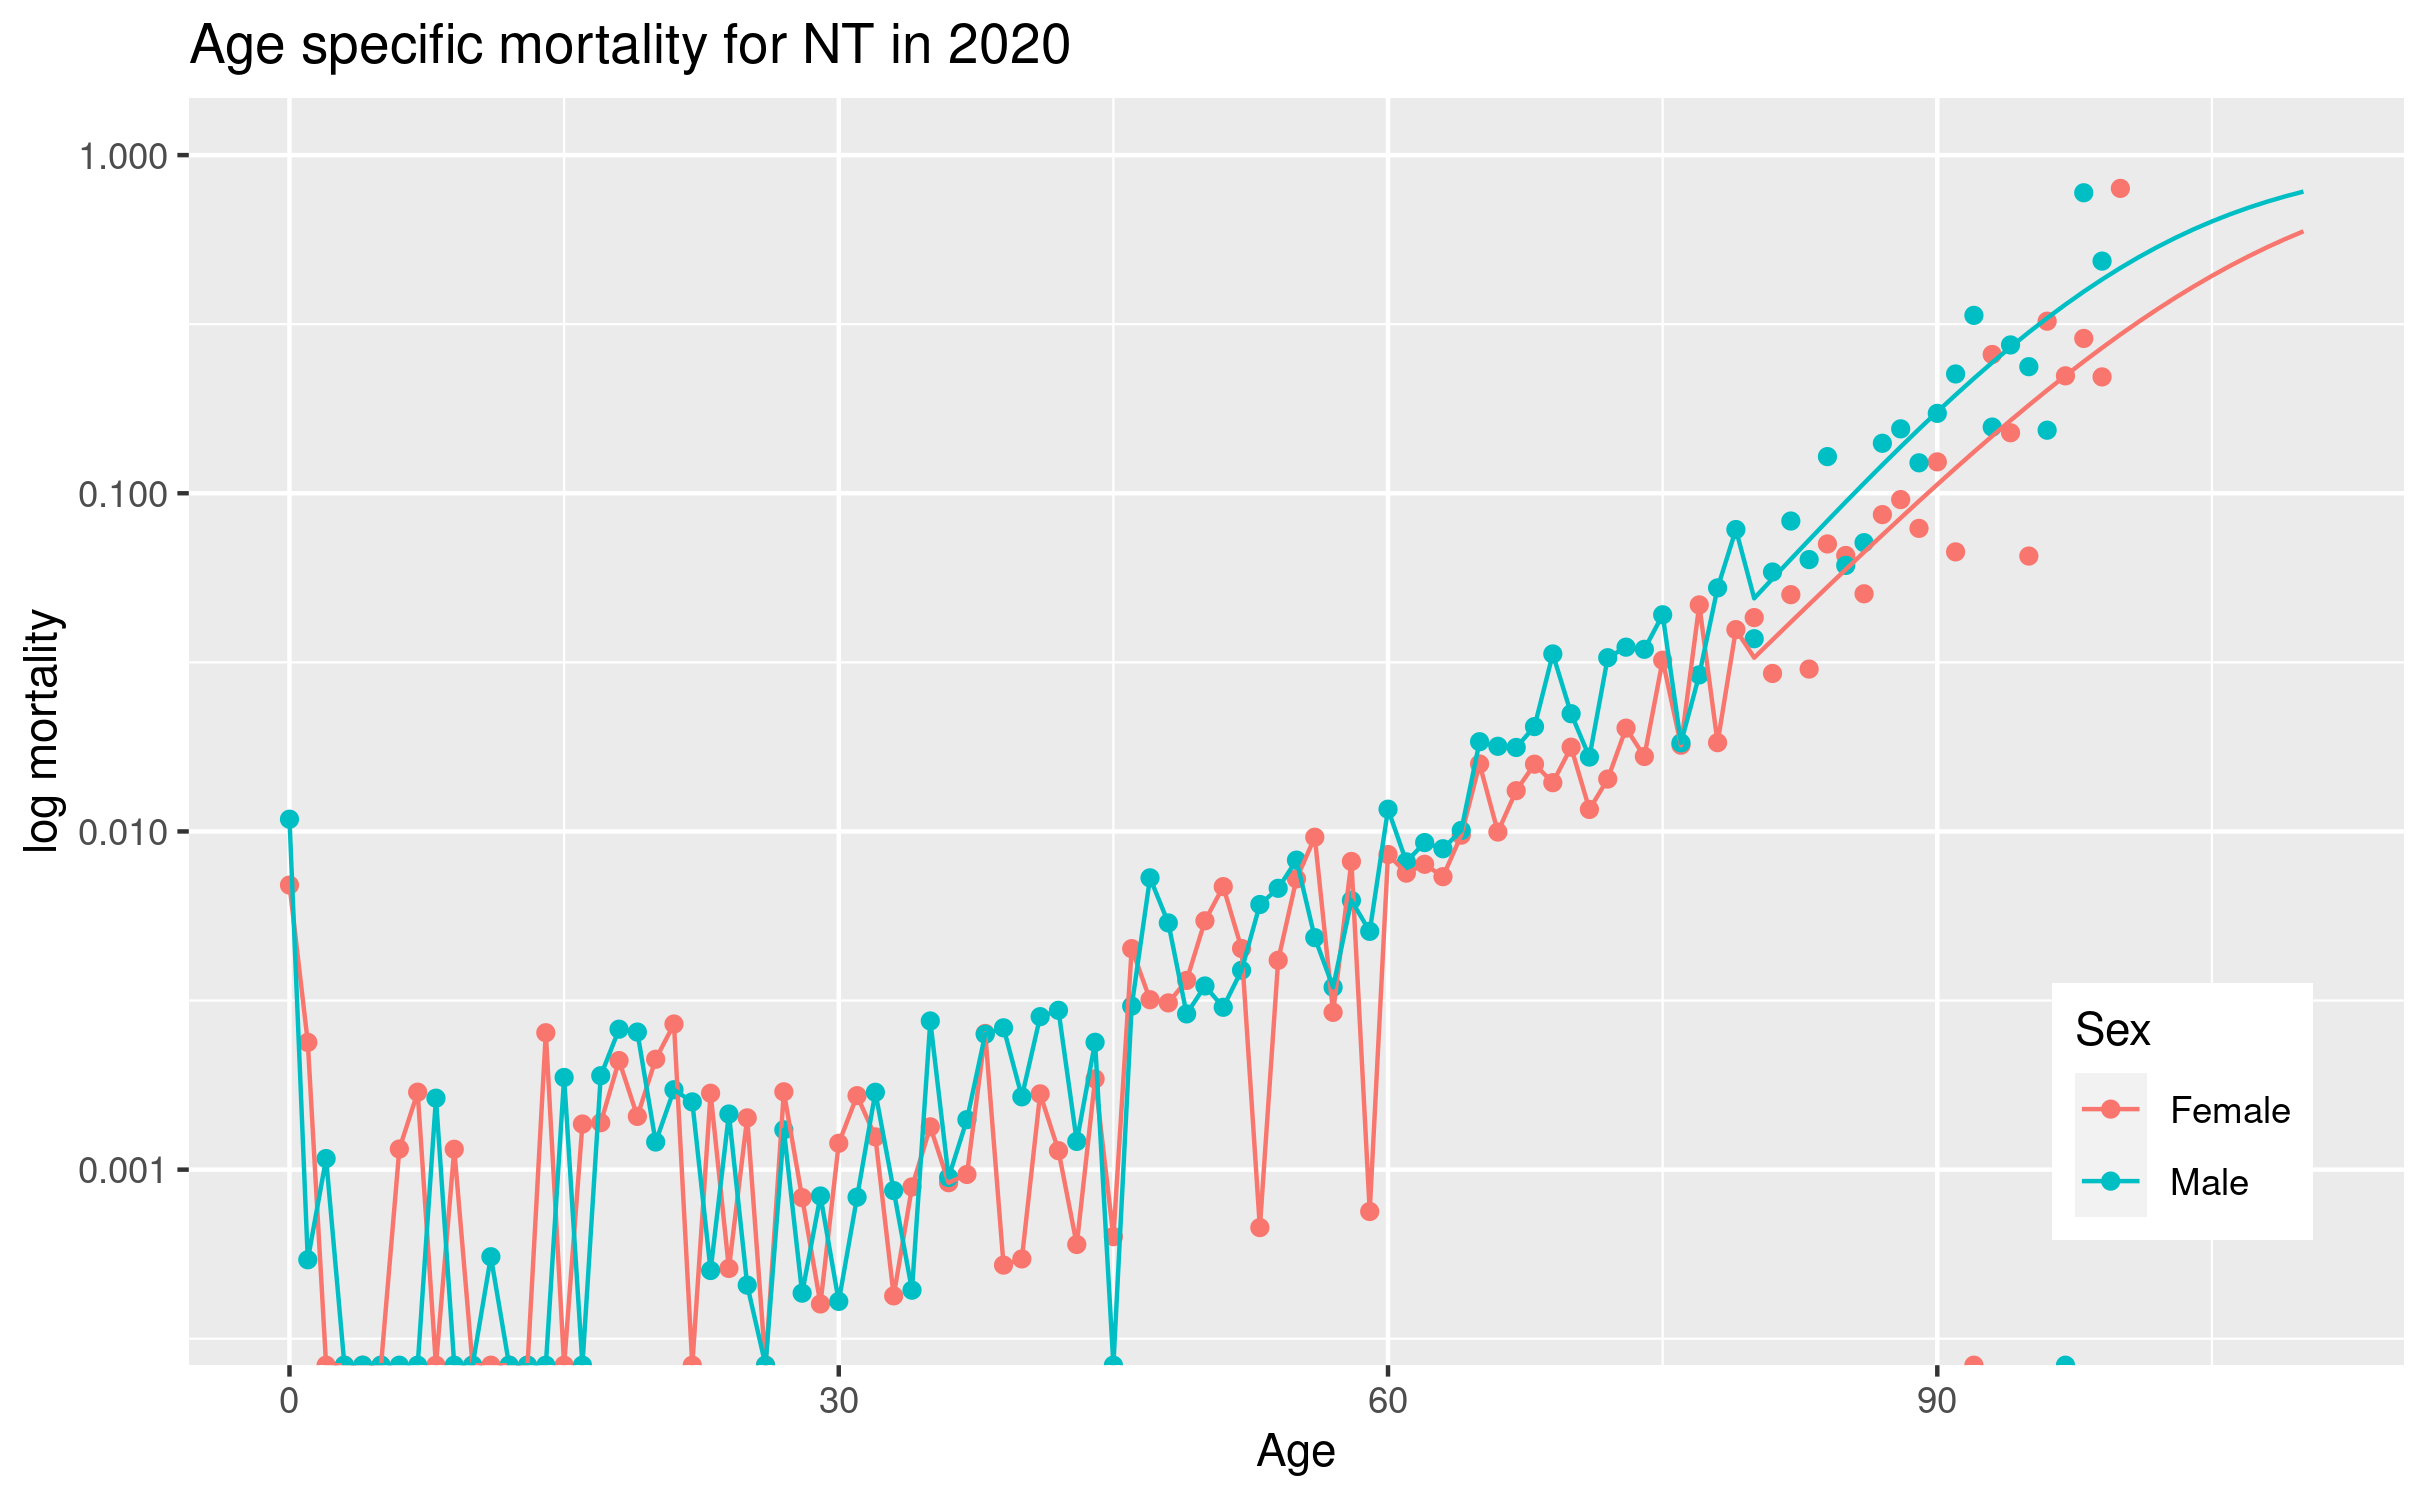 Age specific mortality for NT in 2020
1.000
0.100
0.010
0.001
log mortality
0
30
60
90
Age
Sex
Female
Male